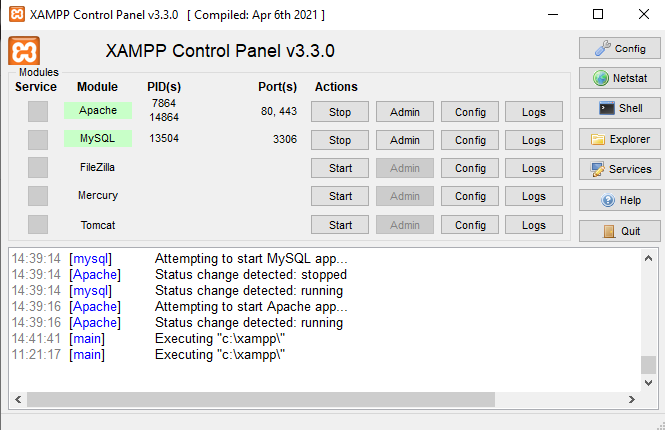 XAMPP Control Panel v3.3.0 [ Compiled: Apr 6th 2021 ]
XAMPP Control Panel v3.3.0
Config
Modules
Service Module PID(s) Port(s) Actions
Netstat
Apache 7864 14864 80, 443 Stop Admin Config Logs
Shell
MySQL 13504 3306 Stop Admin Config Logs
Explorer
FileZilla Start Admin Config Logs
Services
Mercury Start Admin Config Logs
Help
Tomcat Start Admin Config Logs
Quit
14:39:14 [mysql] Attempting to start MySQL app...
14:39:14 [Apache] Status change detected: stopped
14:39:14 [mysql] Status change detected: running
14:39:16 [Apache] Attempting to start Apache app...
14:39:16 [Apache] Status change detected: running
14:41:41 [main] Executing "c:\xampp\"
11:21:17 [main] Executing "c:\xampp\"